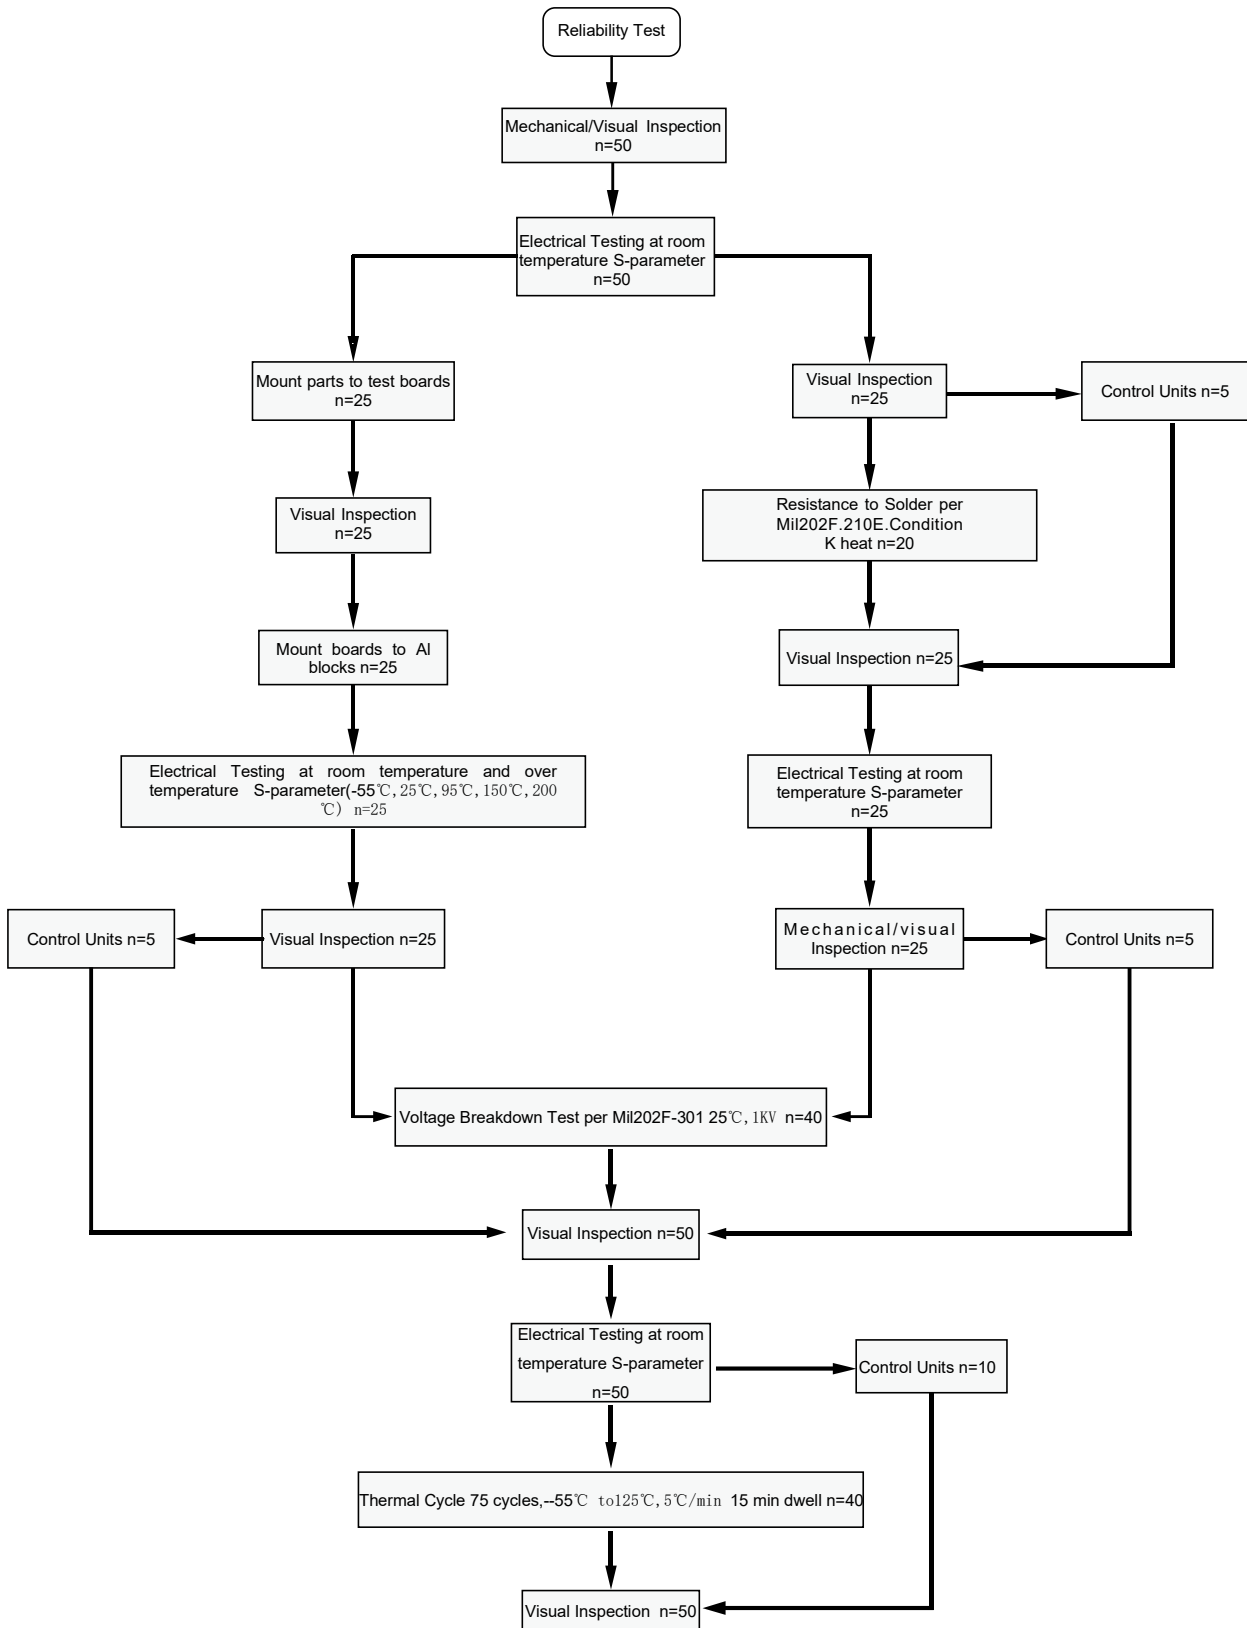 Reliability Test
Mechanical/Visual Inspection
n=50
Electrical Testing at room
temperature S-parameter
n=50
Mount parts to test boards
n=25
Visual Inspection
n=25
Control Units n=5
Visual Inspection
n=25
Resistance to Solder per
Mil202F.210E.Condition
K heat n=20
Mount boards to Al
blocks n=25
Visual Inspection n=25
Electrical Testing at room temperature and over
temperature S-parameter(-55℃,25℃,95℃,150℃,200
℃) n=25
Electrical Testing at room
temperature S-parameter
n=25
Control Units n=5
Visual Inspection n=25
Mechanical/visual
Inspection n=25
Control Units n=5
Voltage Breakdown Test per Mil202F-301 25℃,1KV n=40
Visual Inspection n=50
Electrical Testing at room
temperature S-parameter
n=50
Control Units n=10
Thermal Cycle 75 cycles,--55℃ to125℃,5℃/min 15 min dwell n=40
Visual Inspection n=50